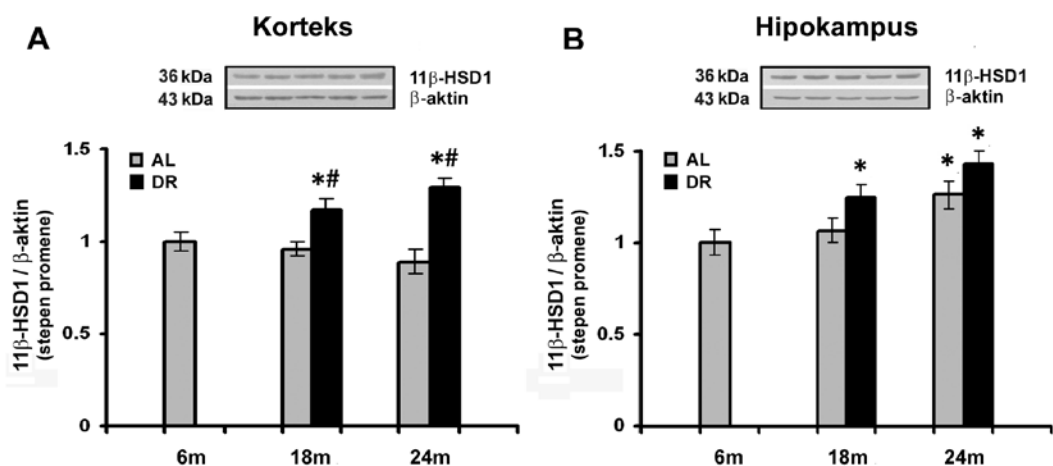 A
Korteks
36 kDa
11β-HSD1
43 kDa
β-aktin
AL
DR
11β-HSD1 / β-aktin
(stepen promene)
1.5
1
0.5
0
*#
*#
6m
18m
24m
B
Hipokampus
36 kDa
11β-HSD1
43 kDa
β-aktin
AL
DR
11β-HSD1 / β-aktin
(stepen promene)
1.5
1
0.5
0
*
*
*
6m
18m
24m